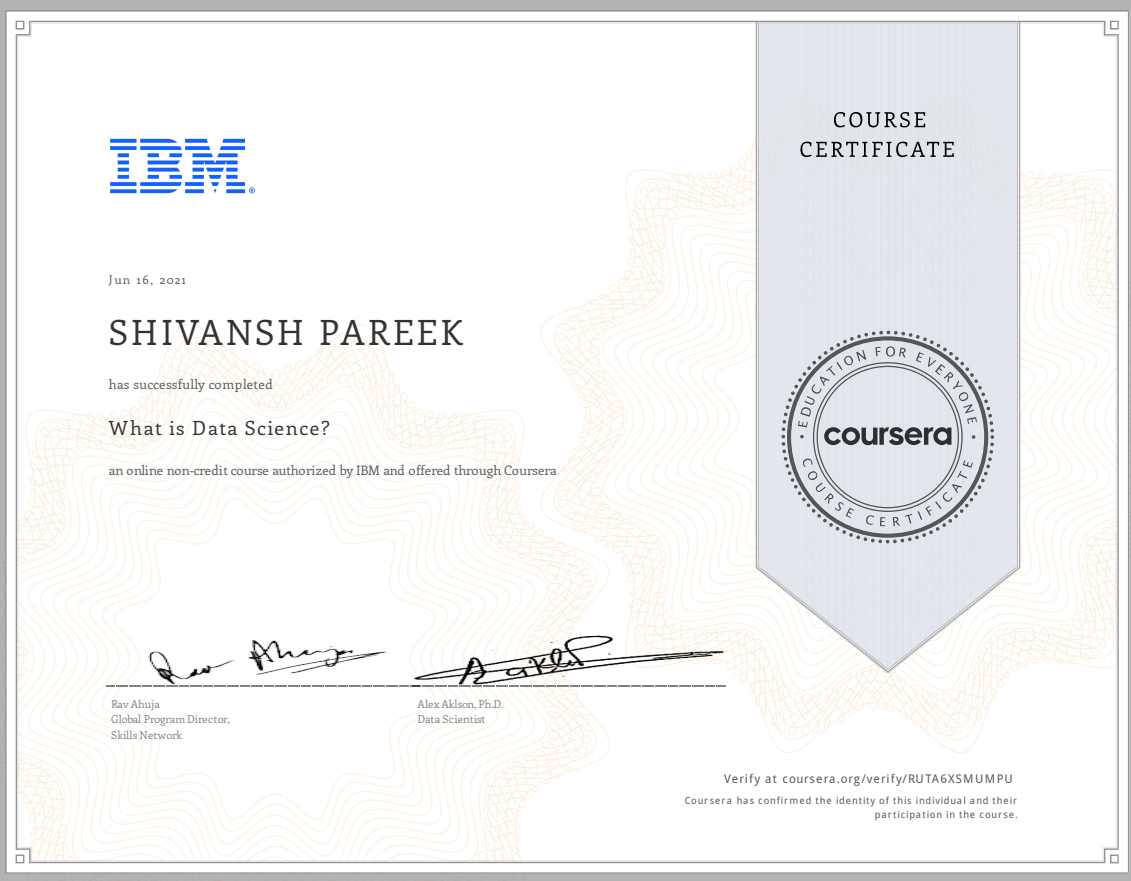 COURSE
CERTIFICATE
IBM®
Jun 16, 2021
SHIVANSH PAREEK
has successfully completed
What is Data Science?
an online non-credit course authorized by IBM and offered through Coursera
EDUCATION FOR EVERYONE
coursera
COURSE CERTIFICATE
Rav Ahuja
Rav Ahuja
Global Program Director,
Skills Network
Alex Aklson, Ph.D.
Data Scientist
Verify at coursera.org/verify/RUTA6XSMUMPU
Coursera has confirmed the identity of this individual and their
participation in the course.